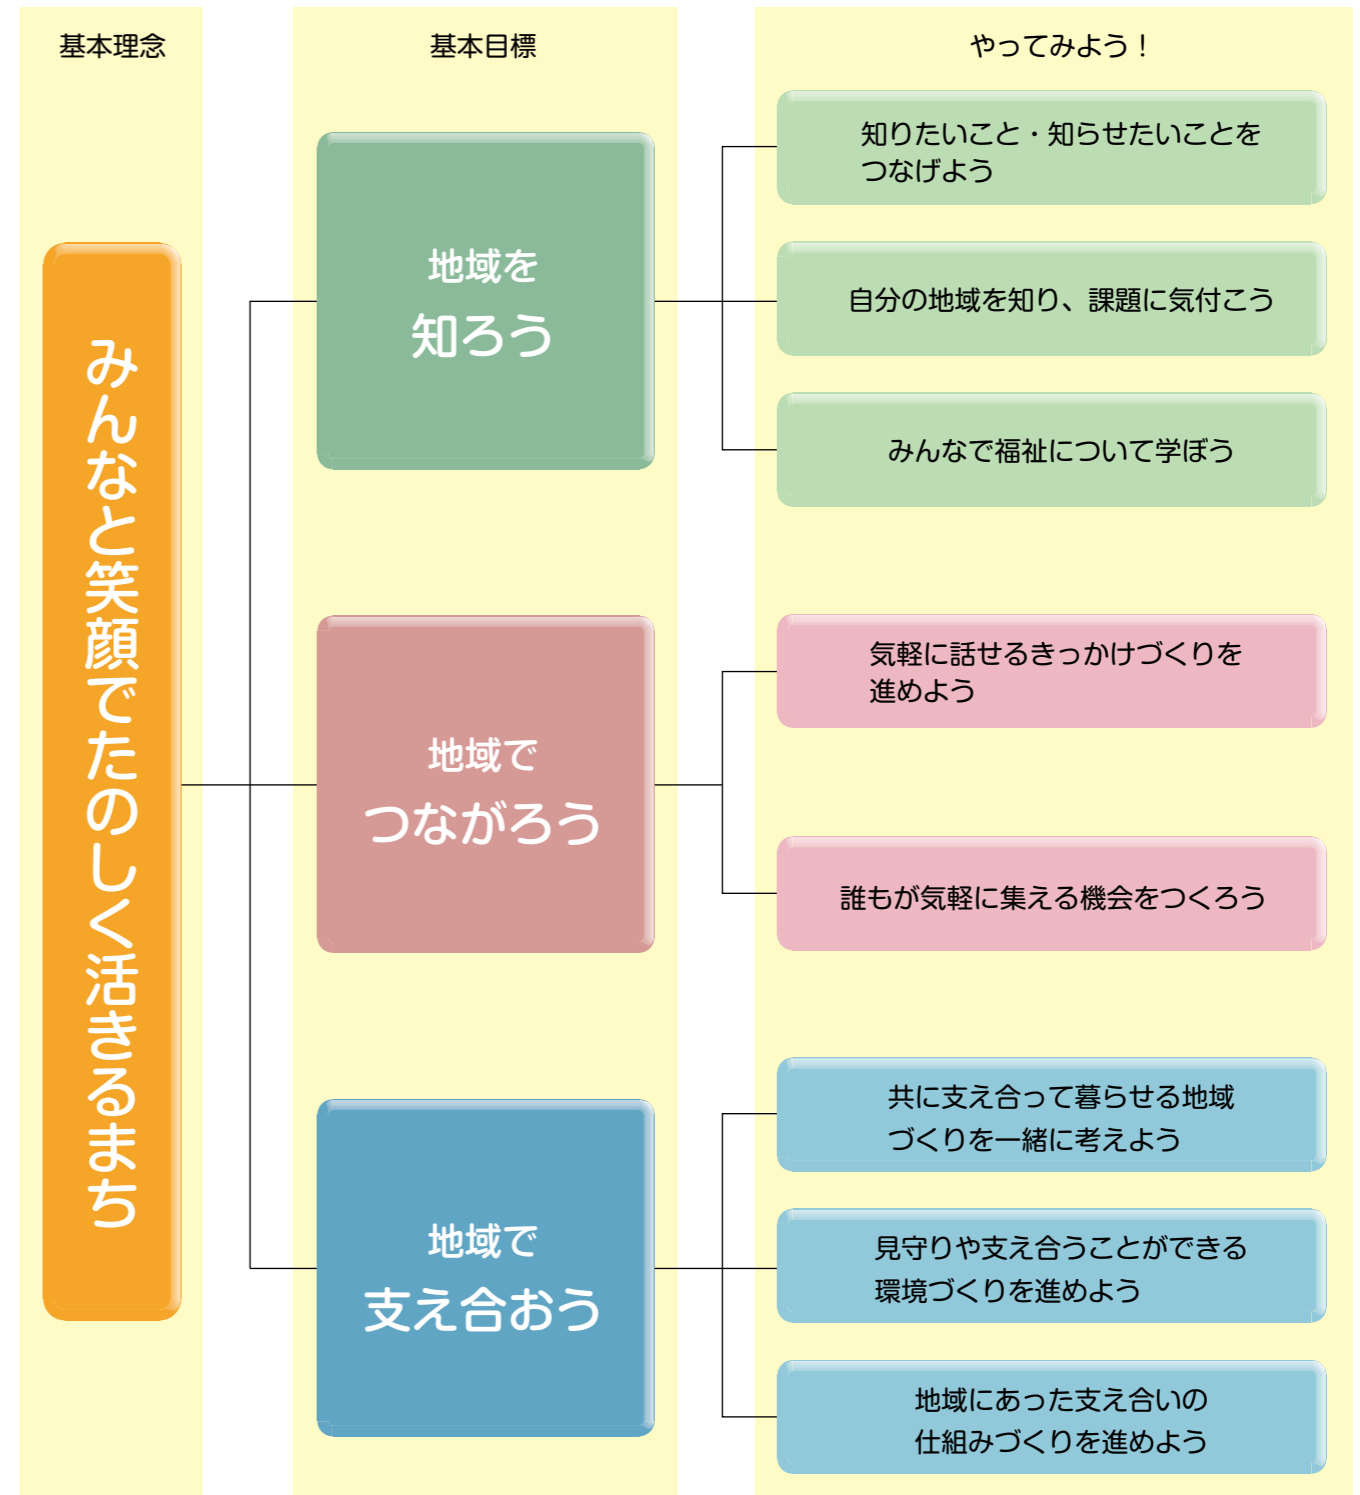 基本理念
基本目標
やってみよう！
みんなと笑顔でたのしく活きるまち
地域を
知ろう
知りたいこと・知らせたいことを
つなげよう
自分の地域を知り、課題に気付こう
みんなで福祉について学ぼう
地域で
つながろう
気軽に話せるきっかけづくりを
進めよう
誰もが気軽に集える機会をつくろう
地域で
支え合おう
共に支え合って暮らせる地域
づくりを一緒に考えよう
見守りや支え合うことができる
環境づくりを進めよう
地域にあった支え合いの
仕組みづくりを進めよう